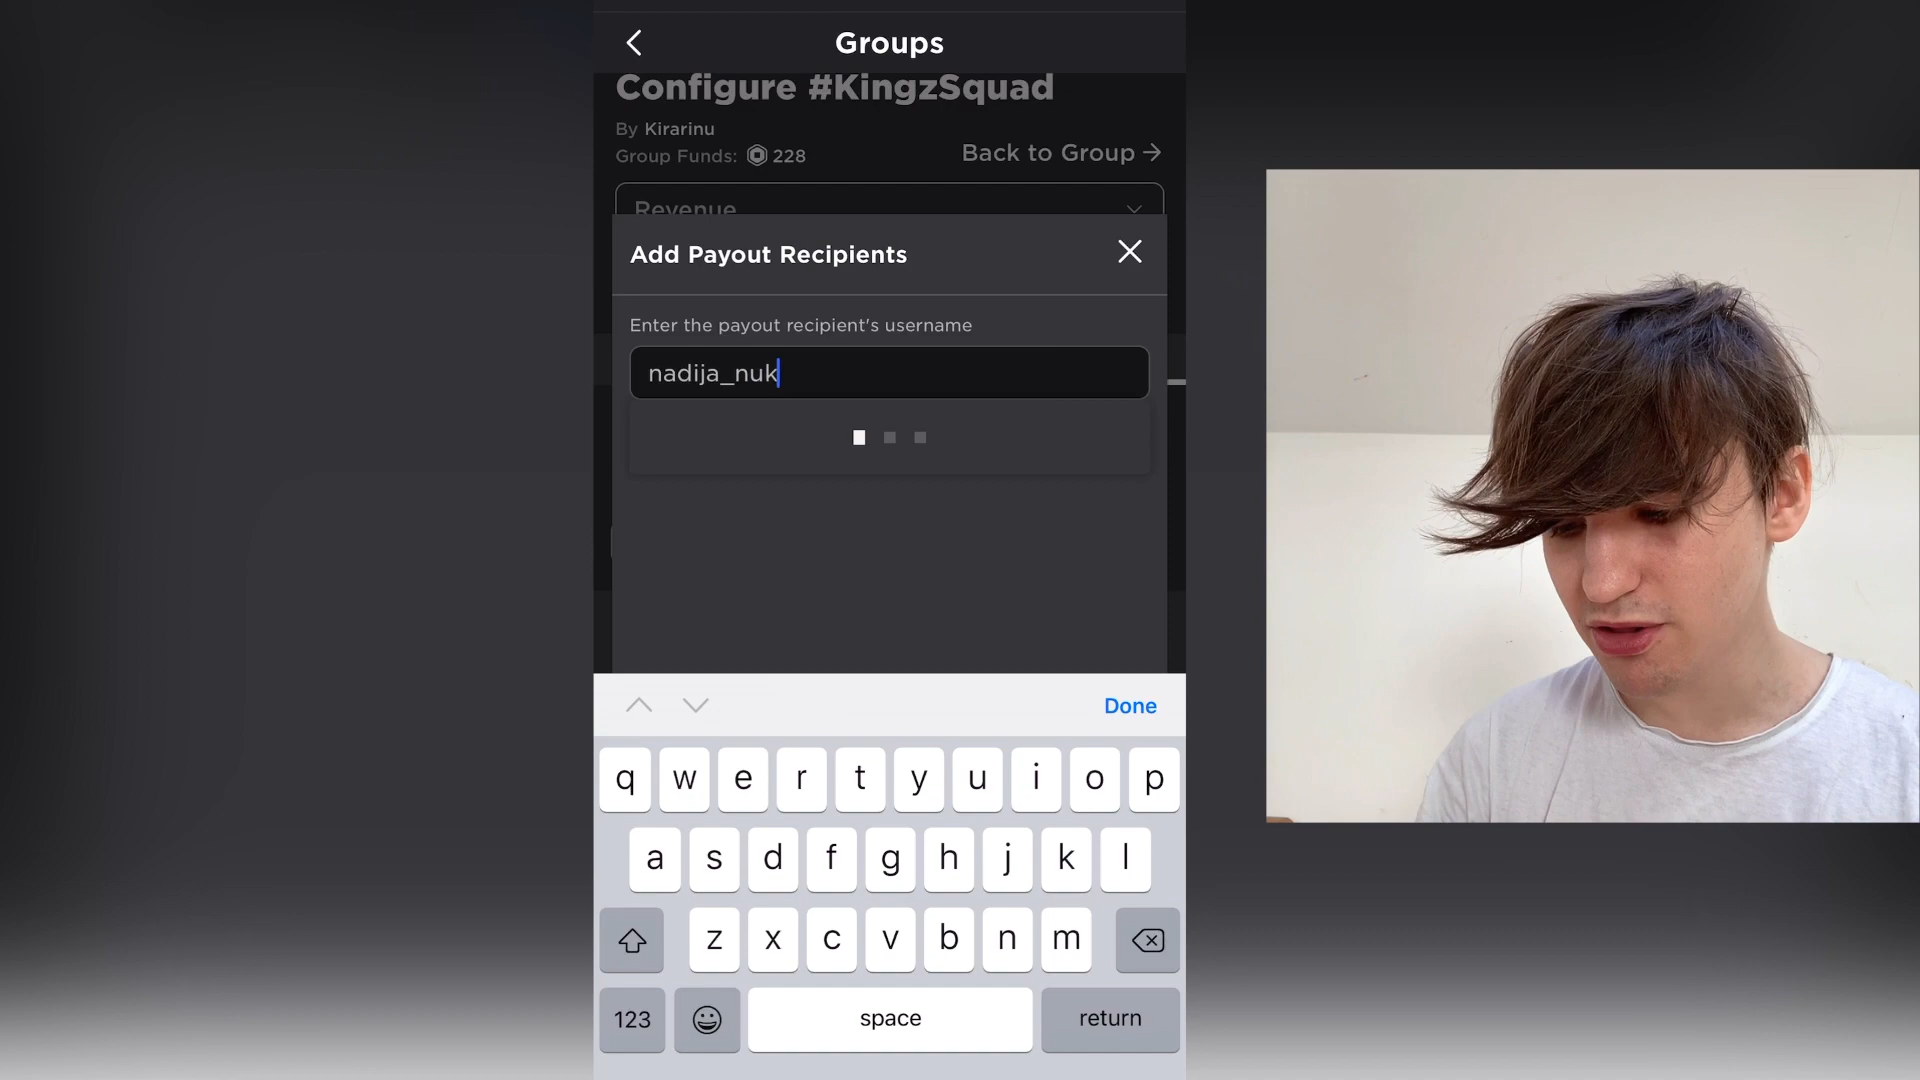 Groups
Configure #KingzSquad
By Kirarinu
Group Funds: 228
Back to Group →
Revenue
Add Payout Recipients
Enter the payout recipient's username
nadija_nuk
Done
q w e r t y u i o p
a s d f g h j k l
z x c v b n m
123 space return